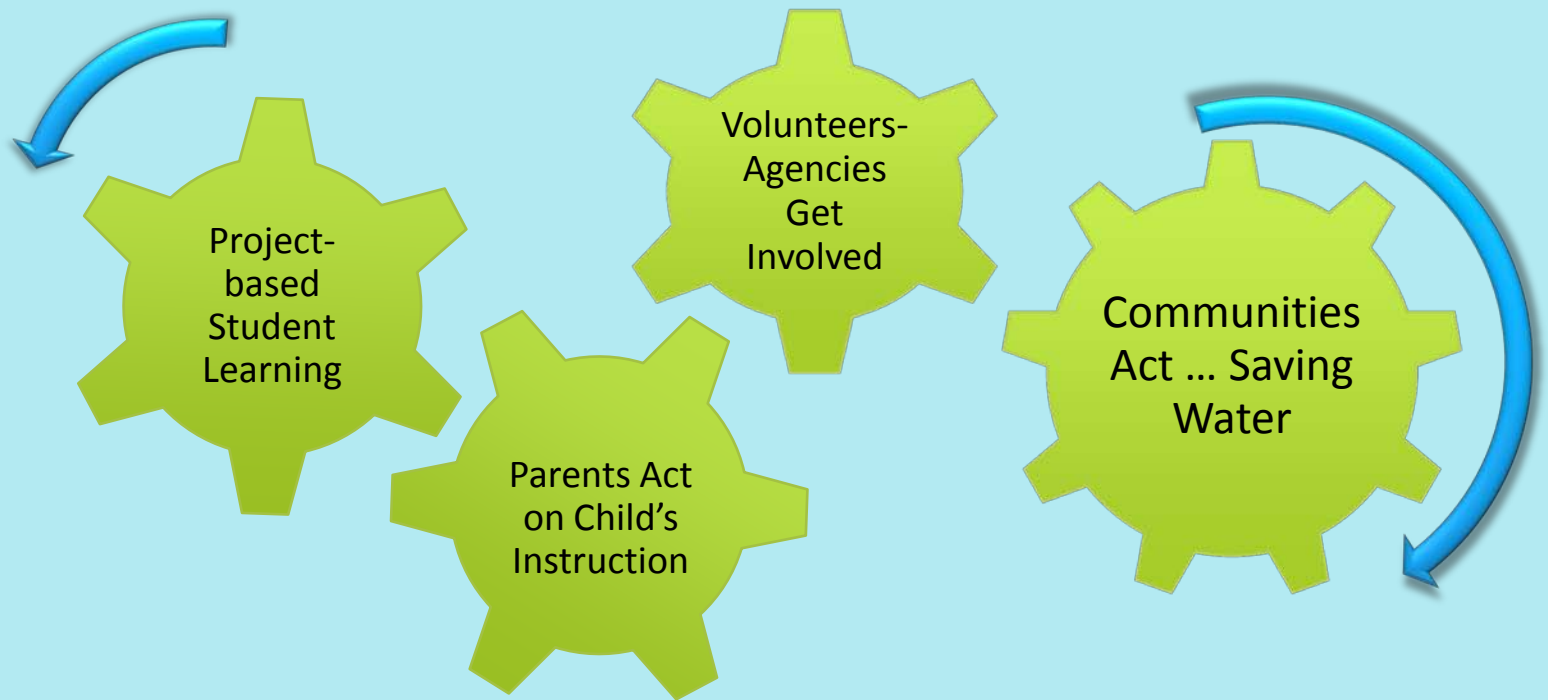 Project-
based
Student
Learning
Parents Act
on Child’s
Instruction
Volunteers-
Agencies
Get
Involved
Communities
Act ... Saving
Water